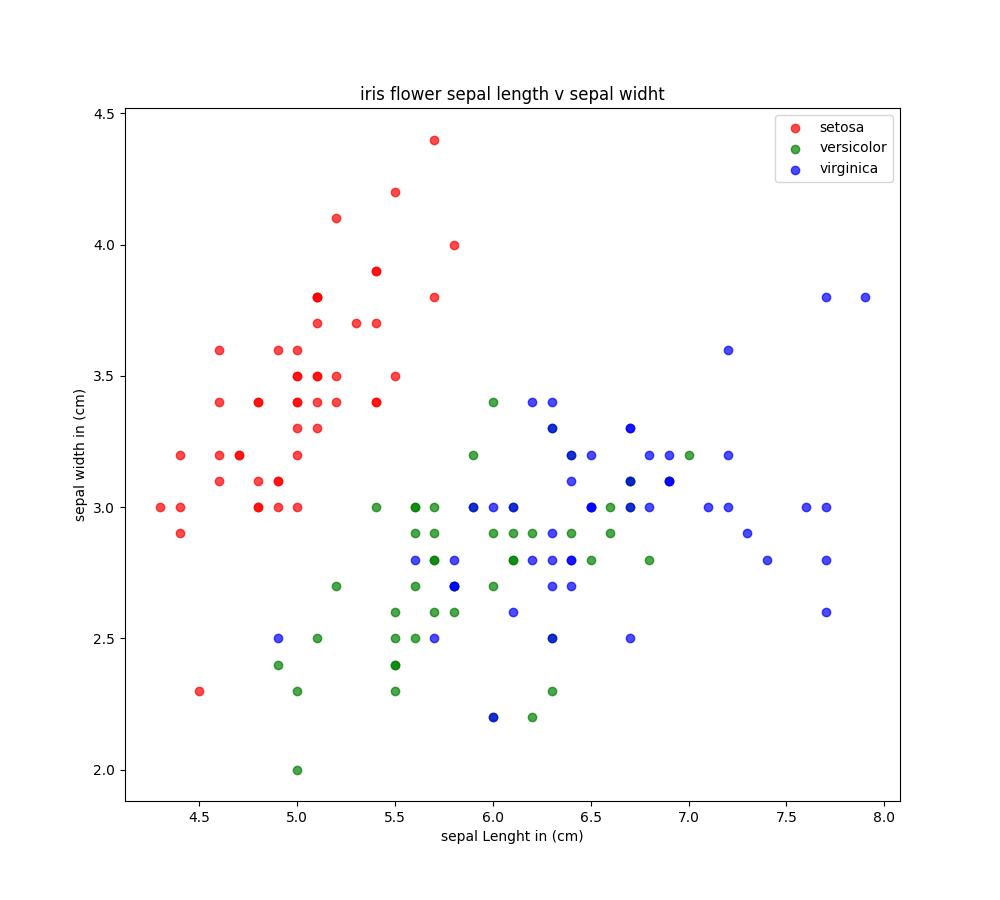 iris flower sepal length v sepal widht
setosa
versicolor
virginica
sepal width in (cm)
4.5
4.0
3.5
3.0
2.5
2.0
4.5 5.0 5.5 6.0 6.5 7.0 7.5 8.0
sepal Lenght in (cm)